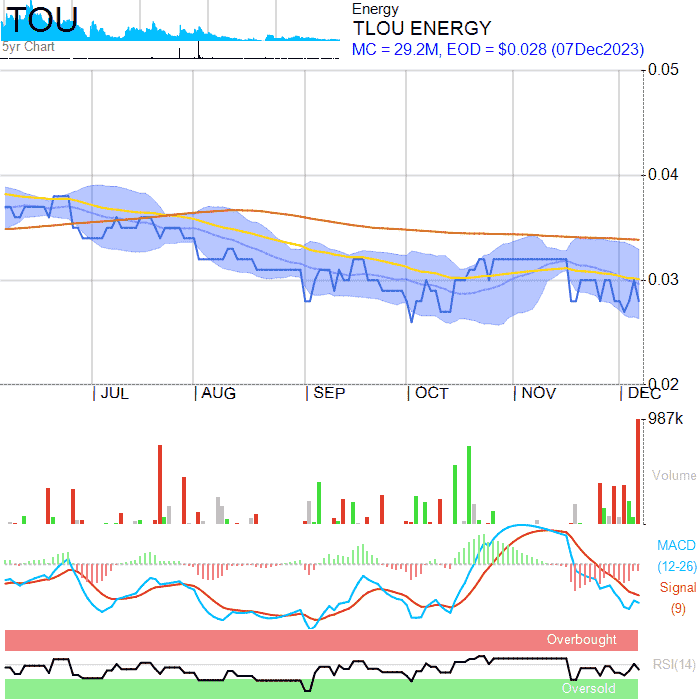 TOU
5yr Chart
Energy
TLOU ENERGY
MC = 29.2M, EOD = $0.028 (07Dec2023)
0.05
0.04
0.03
0.02
JUL AUG SEP OCT NOV DEC
987k
Volume
MACD
(12-26)
Signal
(9)
Overbought
RSI(14)
Oversold